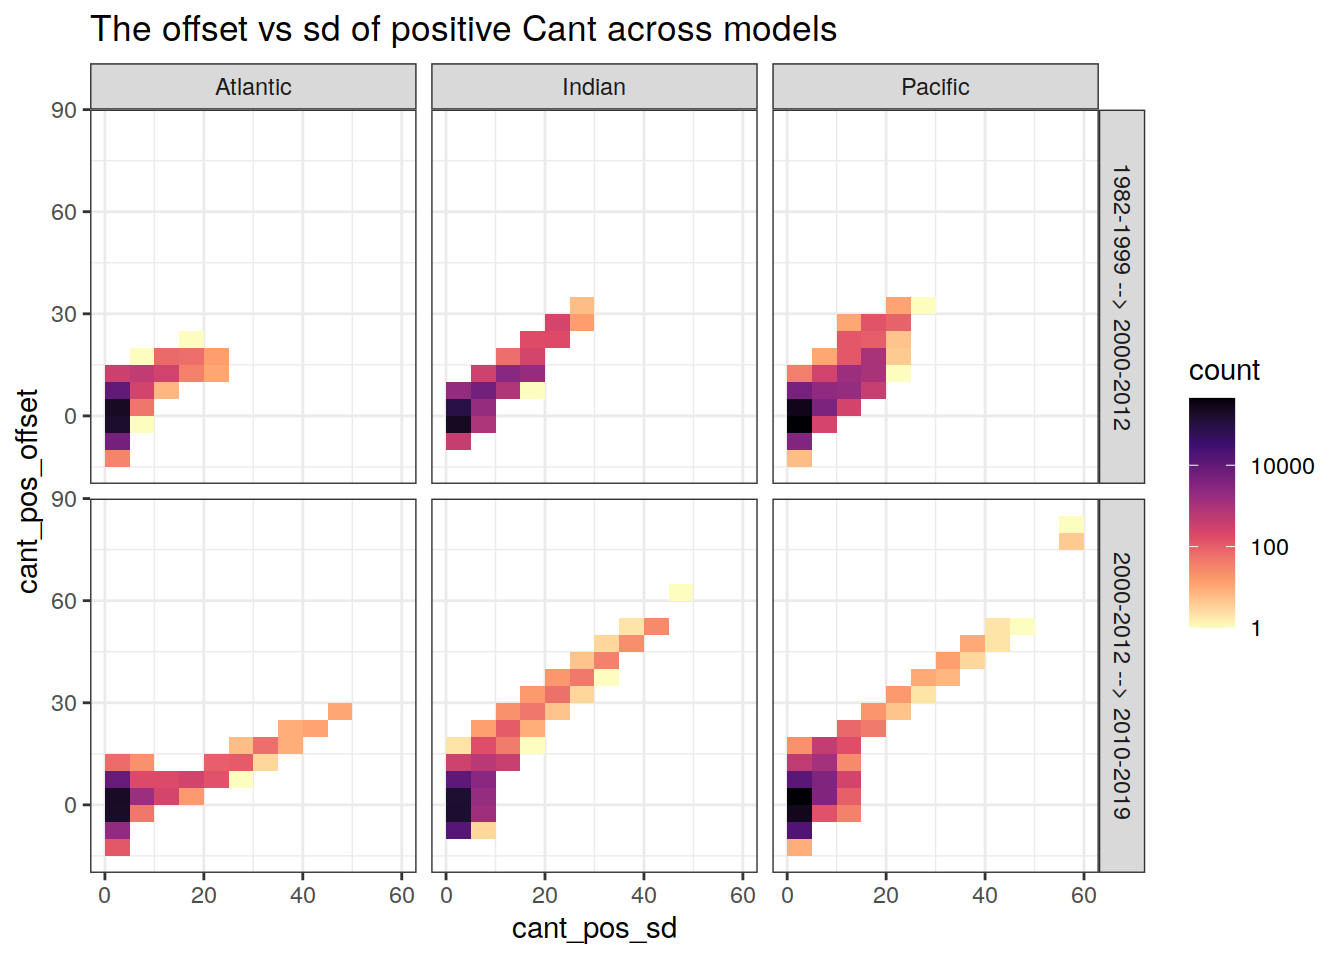 The offset vs sd of positive Cant across models
Atlantic
Indian
Pacific
90
60
30
0
1982-1999 --> 2000-2012
90
60
30
0
2000-2012 --> 2010-2019
0
20
40
60
0
20
40
60
0
20
40
60
cant_pos_sd
cant_pos_offset
count
10000
100
1